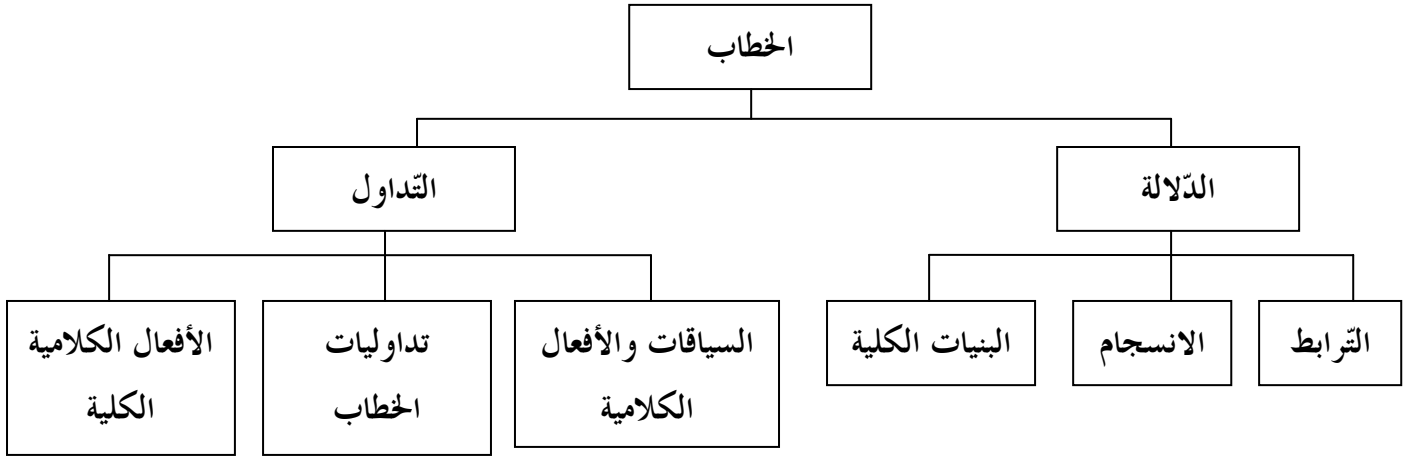 الخطاب
الدّلالة
التّداول
التّرابط
الانسجام
البنيات الكلية
السياقات والأفعال
الكلامية
تداوليات
الخطاب
الأفعال الكلامية
الكلية